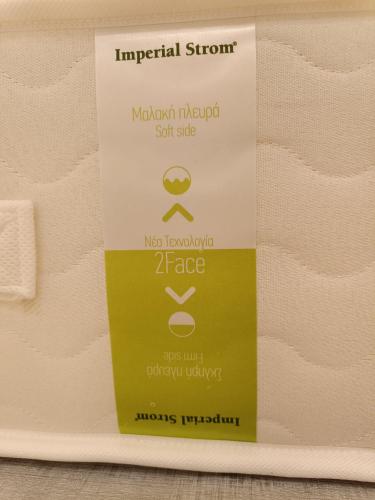 Imperial Strom®
Μαλακή πλευρά
Soft side
Νέα Τεχνολογία
2Face
Imperial Strom®
Σκληρή πλευρά
Firm side